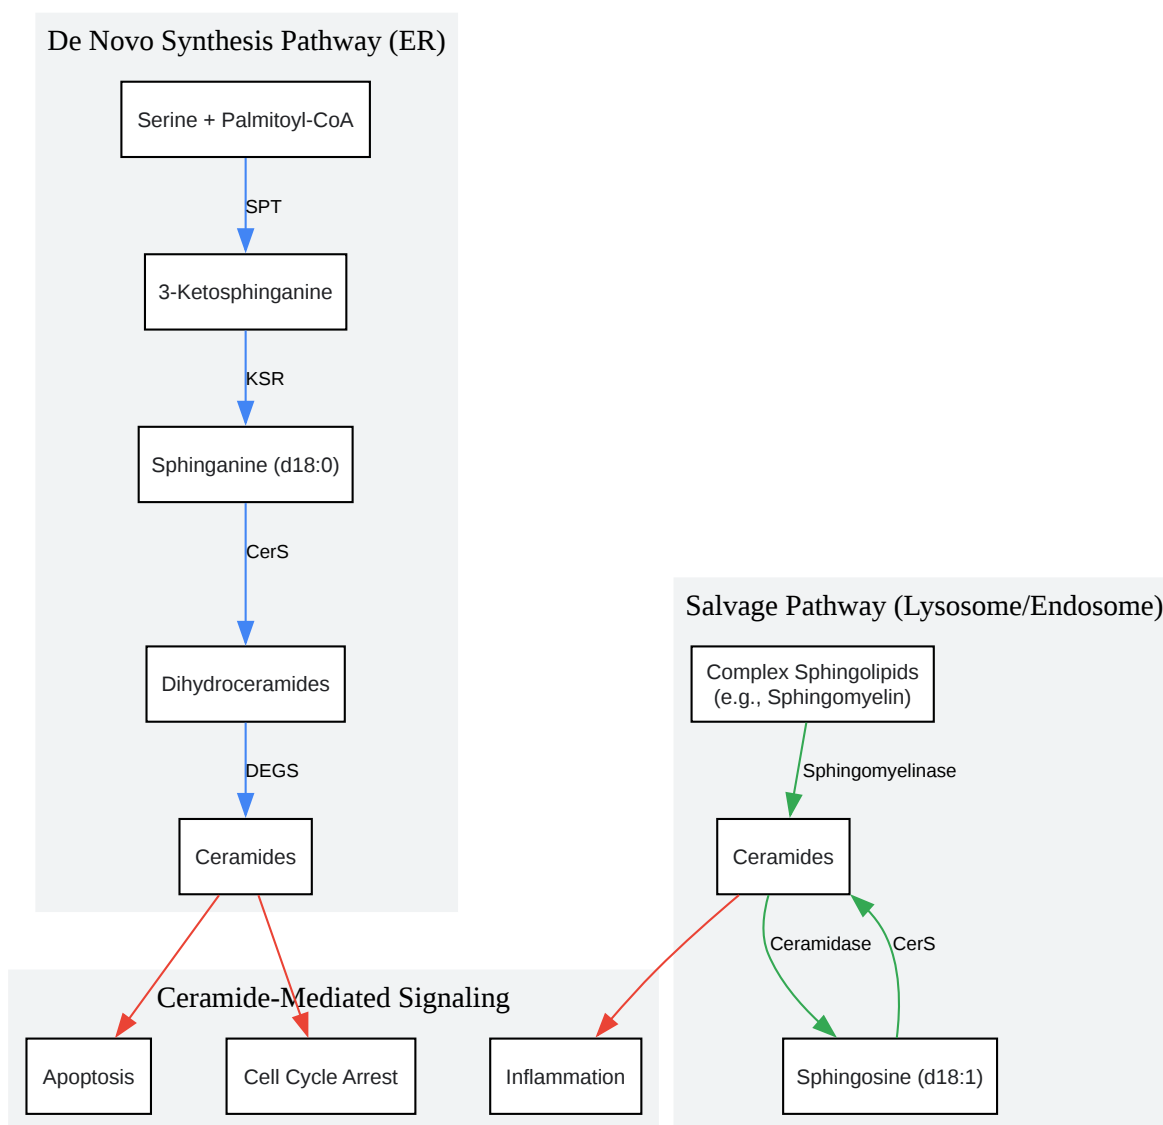 De Novo Synthesis Pathway (ER)
Serine + Palmitoyl-CoA
SPT
3-Ketosphinganine
KSR
Sphinganine (d18:0)
CerS
Dihydroceramides
DEGS
Ceramides
Salvage Pathway (Lysosome/Endosome)
Complex Sphingolipids
(e.g., Sphingomyelin)
Sphingomyelinase
Ceramides
Ceramidase
CerS
Sphingosine (d18:1)
Ceramide-Mediated Signaling
Apoptosis
Cell Cycle Arrest
Inflammation